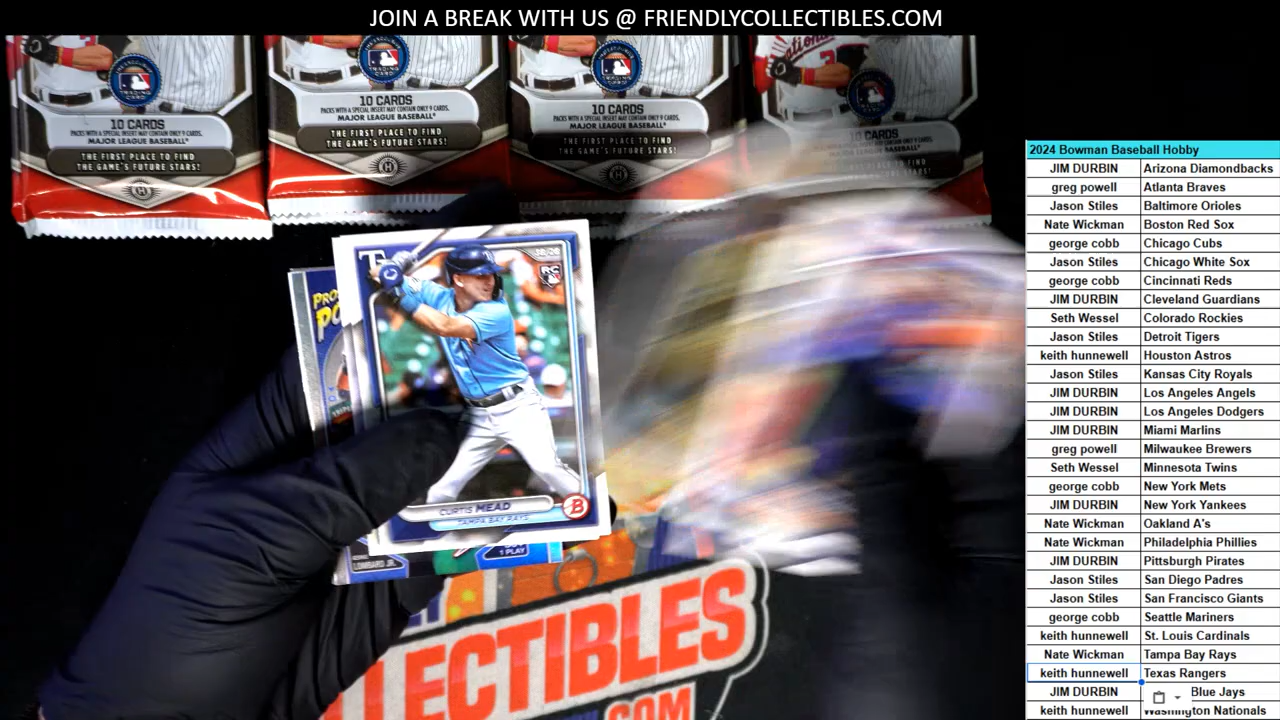 JOIN A BREAK WITH US @ FRIENDLYCOLLECTIBLES.COM
10 CARDS
PACKS WITH A SPECIAL INSERT MAY CONTAIN ONLY 9 CARDS.
MAJOR LEAGUE BASEBALL®
THE FIRST PLACE TO FIND
THE GAME'S FUTURE STARS!
10 CARDS
PACKS WITH A SPECIAL INSERT MAY CONTAIN ONLY 9 CARDS.
MAJOR LEAGUE BASEBALL®
THE FIRST PLACE TO FIND
THE GAME'S FUTURE STARS!
10 CARDS
PACKS WITH A SPECIAL INSERT MAY CONTAIN ONLY 9 CARDS.
MAJOR LEAGUE BASEBALL®
THE FIRST PLACE TO FIND
THE GAME'S FUTURE STARS!
CARDS
RC
CURTIS MEAD
TAMPA BAY RAYS
B
1 PLAY
LOMBARD JR.
LECTIBLES
.COM
2024 Bowman Baseball Hobby
JIM DURBIN Arizona Diamondbacks
greg powell Atlanta Braves
Jason Stiles Baltimore Orioles
Nate Wickman Boston Red Sox
george cobb Chicago Cubs
Jason Stiles Chicago White Sox
george cobb Cincinnati Reds
JIM DURBIN Cleveland Guardians
Seth Wessel Colorado Rockies
Jason Stiles Detroit Tigers
keith hunnewell Houston Astros
Jason Stiles Kansas City Royals
JIM DURBIN Los Angeles Angels
JIM DURBIN Los Angeles Dodgers
JIM DURBIN Miami Marlins
greg powell Milwaukee Brewers
Seth Wessel Minnesota Twins
george cobb New York Mets
JIM DURBIN New York Yankees
Nate Wickman Oakland A's
Nate Wickman Philadelphia Phillies
JIM DURBIN Pittsburgh Pirates
Jason Stiles San Diego Padres
Jason Stiles San Francisco Giants
george cobb Seattle Mariners
keith hunnewell St. Louis Cardinals
Nate Wickman Tampa Bay Rays
keith hunnewell Texas Rangers
JIM DURBIN Blue Jays
keith hunnewell Washington Nationals